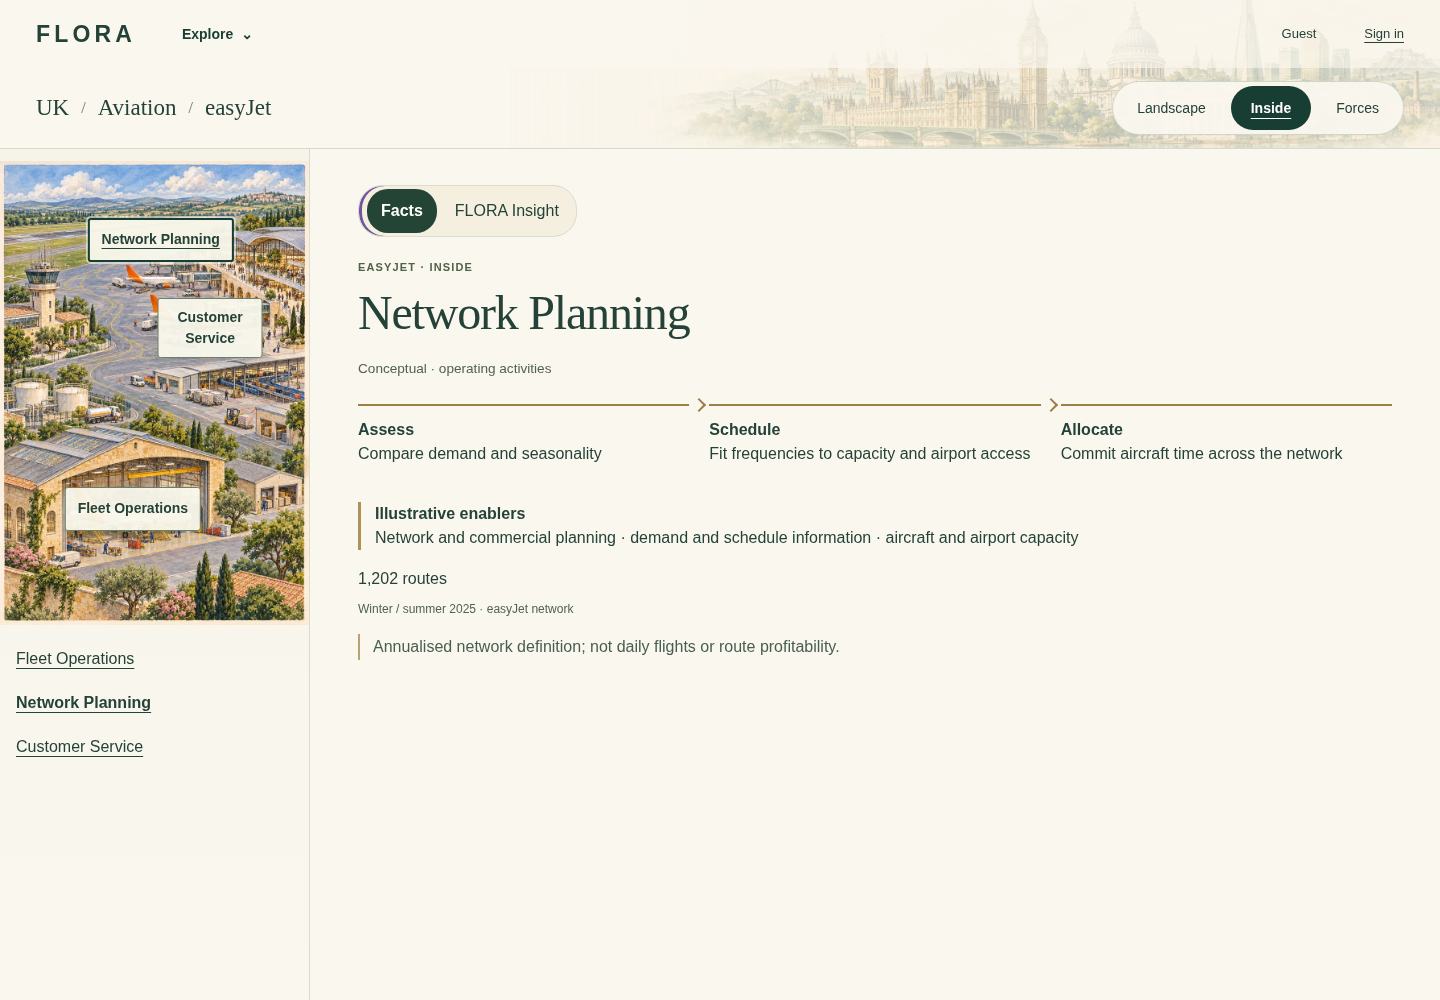 FLORA
Explore
Guest
Sign in
UK / Aviation / easyJet
Landscape
Inside
Forces
Network Planning
Customer
Service
Fleet Operations
Fleet Operations
Network Planning
Customer Service
Facts
FLORA Insight
EASYJET · INSIDE
Network Planning
Conceptual · operating activities
Assess
Compare demand and seasonality
Schedule
Fit frequencies to capacity and airport access
Allocate
Commit aircraft time across the network
Illustrative enablers
Network and commercial planning · demand and schedule information · aircraft and airport capacity
1,202 routes
Winter / summer 2025 · easyJet network
Annualised network definition; not daily flights or route profitability.